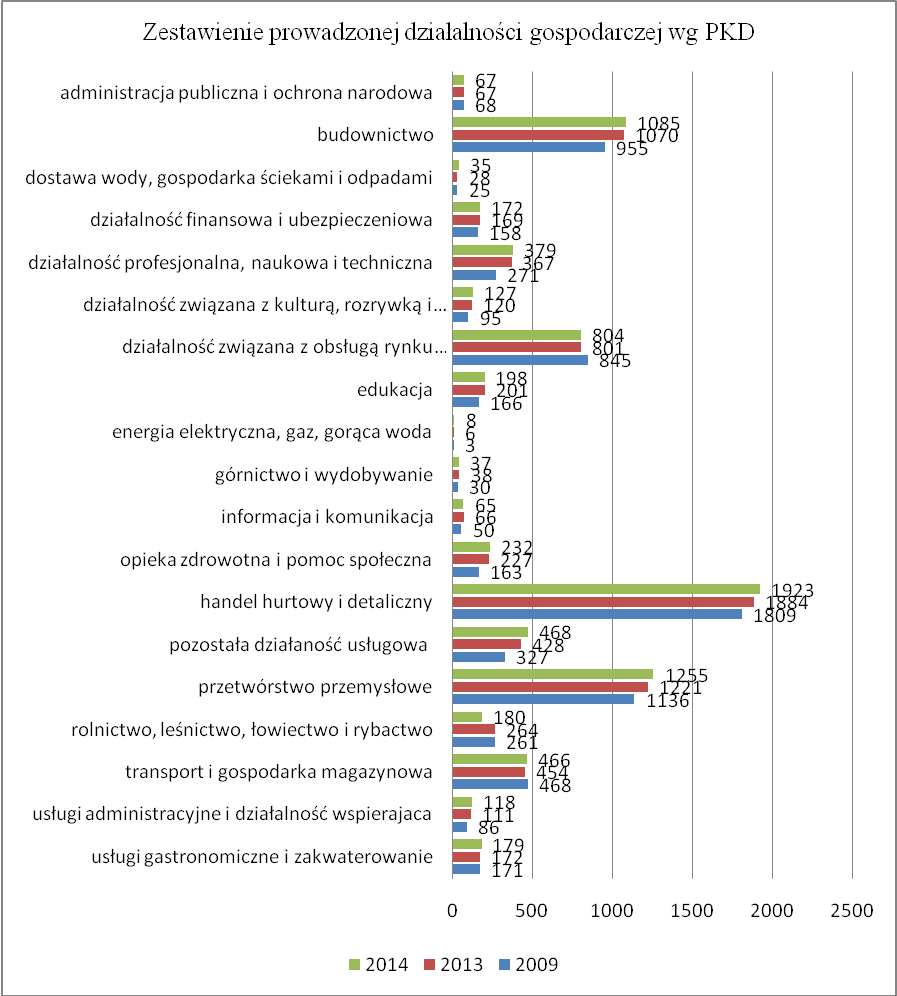 Zestawienie prowadzonej działalności gospodarczej wg PKD
administracja publiczna i ochrona narodowa
67
67
68
budownictwo
1085
1070
955
dostawa wody, gospodarka ściekami i odpadami
35
28
25
działalność finansowa i ubezpieczeniowa
172
169
158
działalność profesjonalna, naukowa i techniczna
379
367
271
działalność związana z kulturą, rozrywką i...
127
120
95
działalność związana z obsługą rynku...
804
801
845
edukacja
198
201
166
energia elektryczna, gaz, gorąca woda
8
6
3
górnictwo i wydobywanie
37
38
30
informacja i komunikacja
65
66
50
opieka zdrowotna i pomoc społeczna
232
227
163
handel hurtowy i detaliczny
1923
1884
1809
pozostała działaność usługowa
468
428
327
przetwórstwo przemysłowe
1255
1221
1136
rolnictwo, leśnictwo, łowiectwo i rybactwo
180
264
261
transport i gospodarka magazynowa
466
454
468
usługi administracyjne i działalność wspierajaca
118
111
86
usługi gastronomiczne i zakwaterowanie
179
172
171
0 500 1000 1500 2000 2500
2014 2013 2009